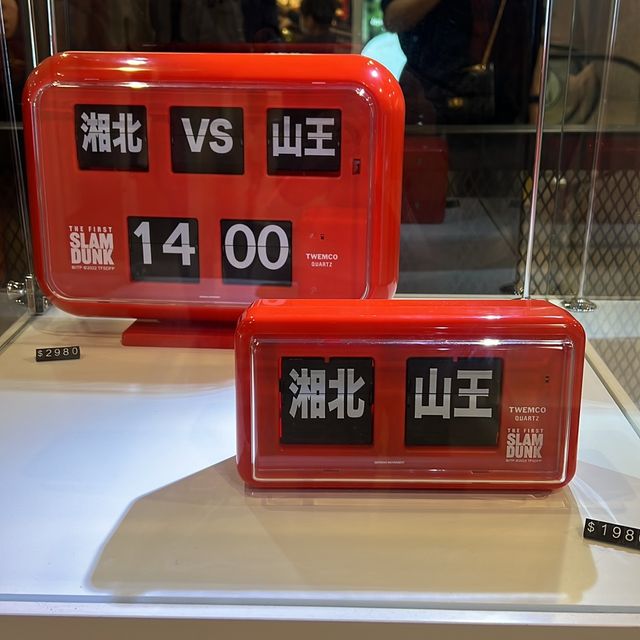 湘北 VS 山王
14 00
THE FIRST
SLAM
DUNK
TWEMCO
QUARTZ
$2980
湘北 山王
TWEMCO
QUARTZ
THE FIRST
SLAM
DUNK
$198